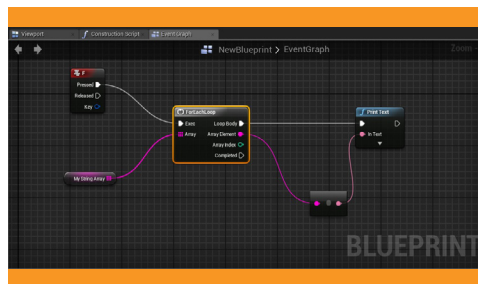 Viewport
Construction Script
Event Graph
NewBlueprint > EventGraph
Zoom
F
Pressed
Released
Key
ForEachLoop
Exec
Loop Body
Array
Array Element
Array Index
Completed
Print Text
In Text
My String Array
BLUEPRINT